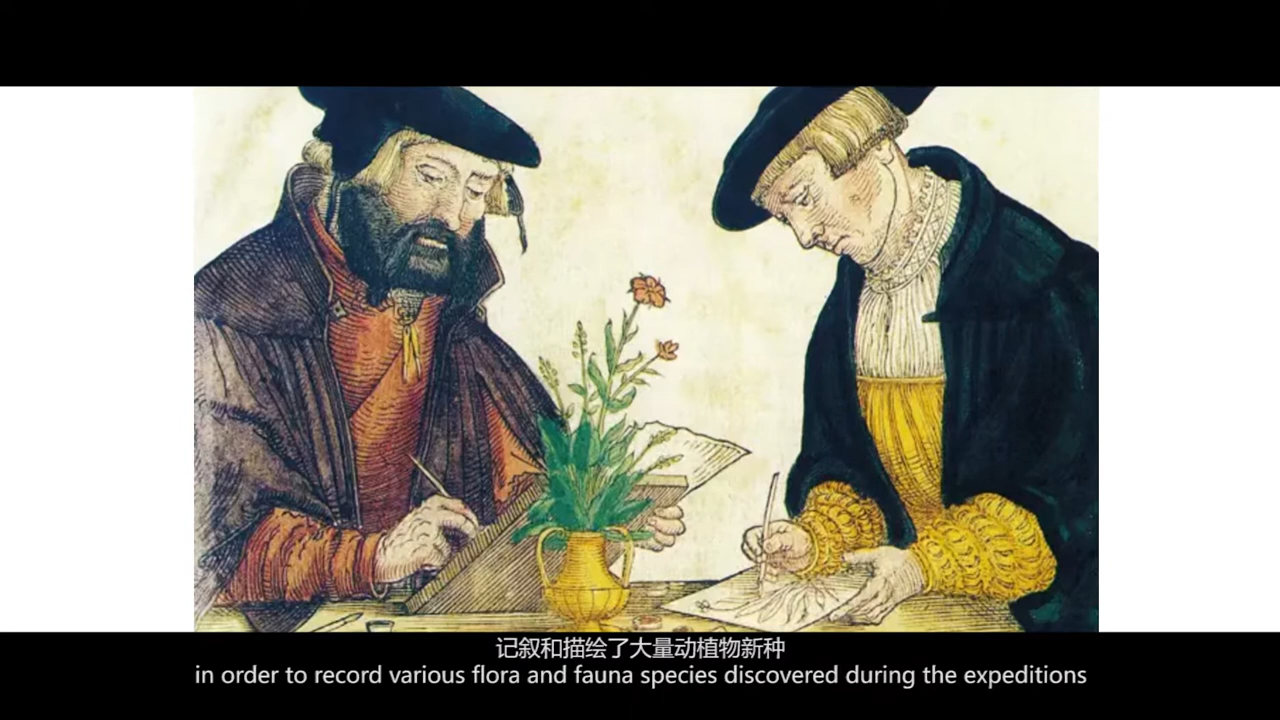 记叙和描绘了大量动植物新种
in order to record various flora and fauna species discovered during the expeditions